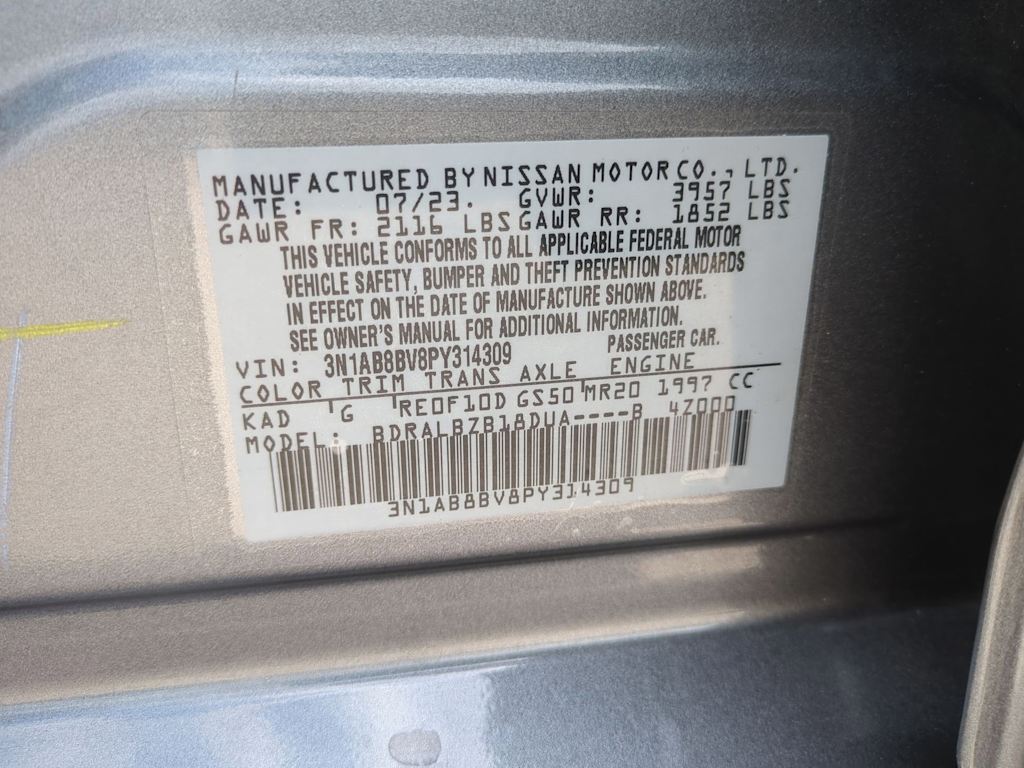 MANUFACTURED BY NISSAN MOTOR CO., LTD.
DATE: 07/23. GVWR: 3957 LBS
GAWR FR: 2116 LBS GAWR RR: 1852 LBS
THIS VEHICLE CONFORMS TO ALL APPLICABLE FEDERAL MOTOR
VEHICLE SAFETY, BUMPER AND THEFT PREVENTION STANDARDS
IN EFFECT ON THE DATE OF MANUFACTURE SHOWN ABOVE.
SEE OWNER'S MANUAL FOR ADDITIONAL INFORMATION.
VIN: 3N1AB8BV8PY314309 PASSENGER CAR.
COLOR TRIM TRANS AXLE ENGINE
KAD G RE0F10D GS50 MR20 1997 CC
MODEL: BDRALBZB18DUA----B 4Z000
3N1AB8BV8PY314309